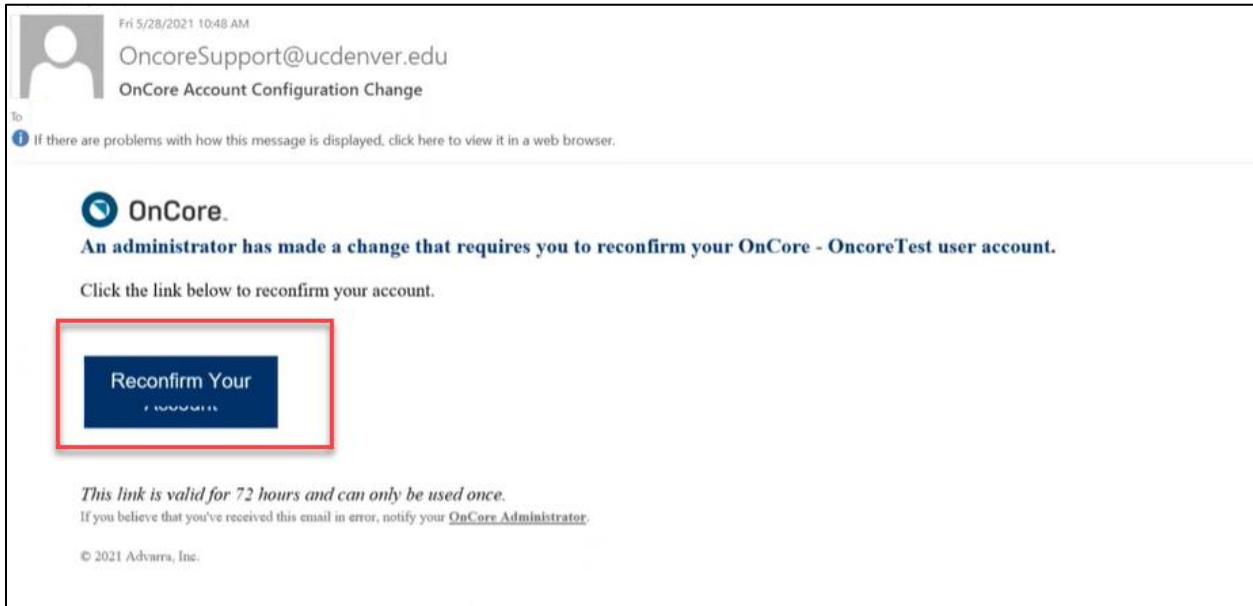 Fri 5/28/2021 10:48 AM
OncoreSupport@ucdenver.edu
OnCore Account Configuration Change
To
If there are problems with how this message is displayed, click here to view it in a web browser.
OnCore™
An administrator has made a change that requires you to reconfirm your OnCore - OncoreTest user account.
Click the link below to reconfirm your account.
Reconfirm Your
Account
This link is valid for 72 hours and can only be used once.
If you believe that you've received this email in error, notify your OnCore Administrator.
© 2021 Advarra, Inc.